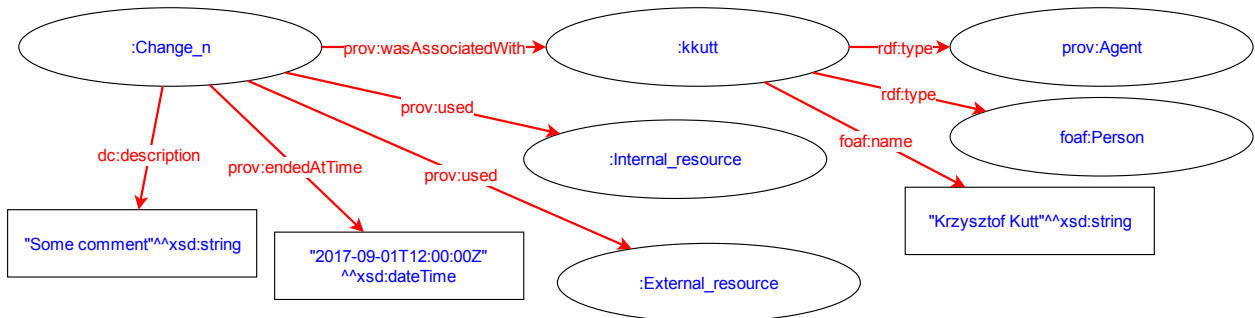 :Change_n
prov:wasAssociatedWith
:kkutt
rdf:type
prov:Agent
rdf:type
foaf:Person
prov:used
foaf:name
:Internal_resource
dc:description
prov:endedAtTime
prov:used
"Krzysztof Kutt"^^xsd:string
"Some comment"^^xsd:string
"2017-09-01T12:00:00Z"
^^xsd:dateTime
:External_resource